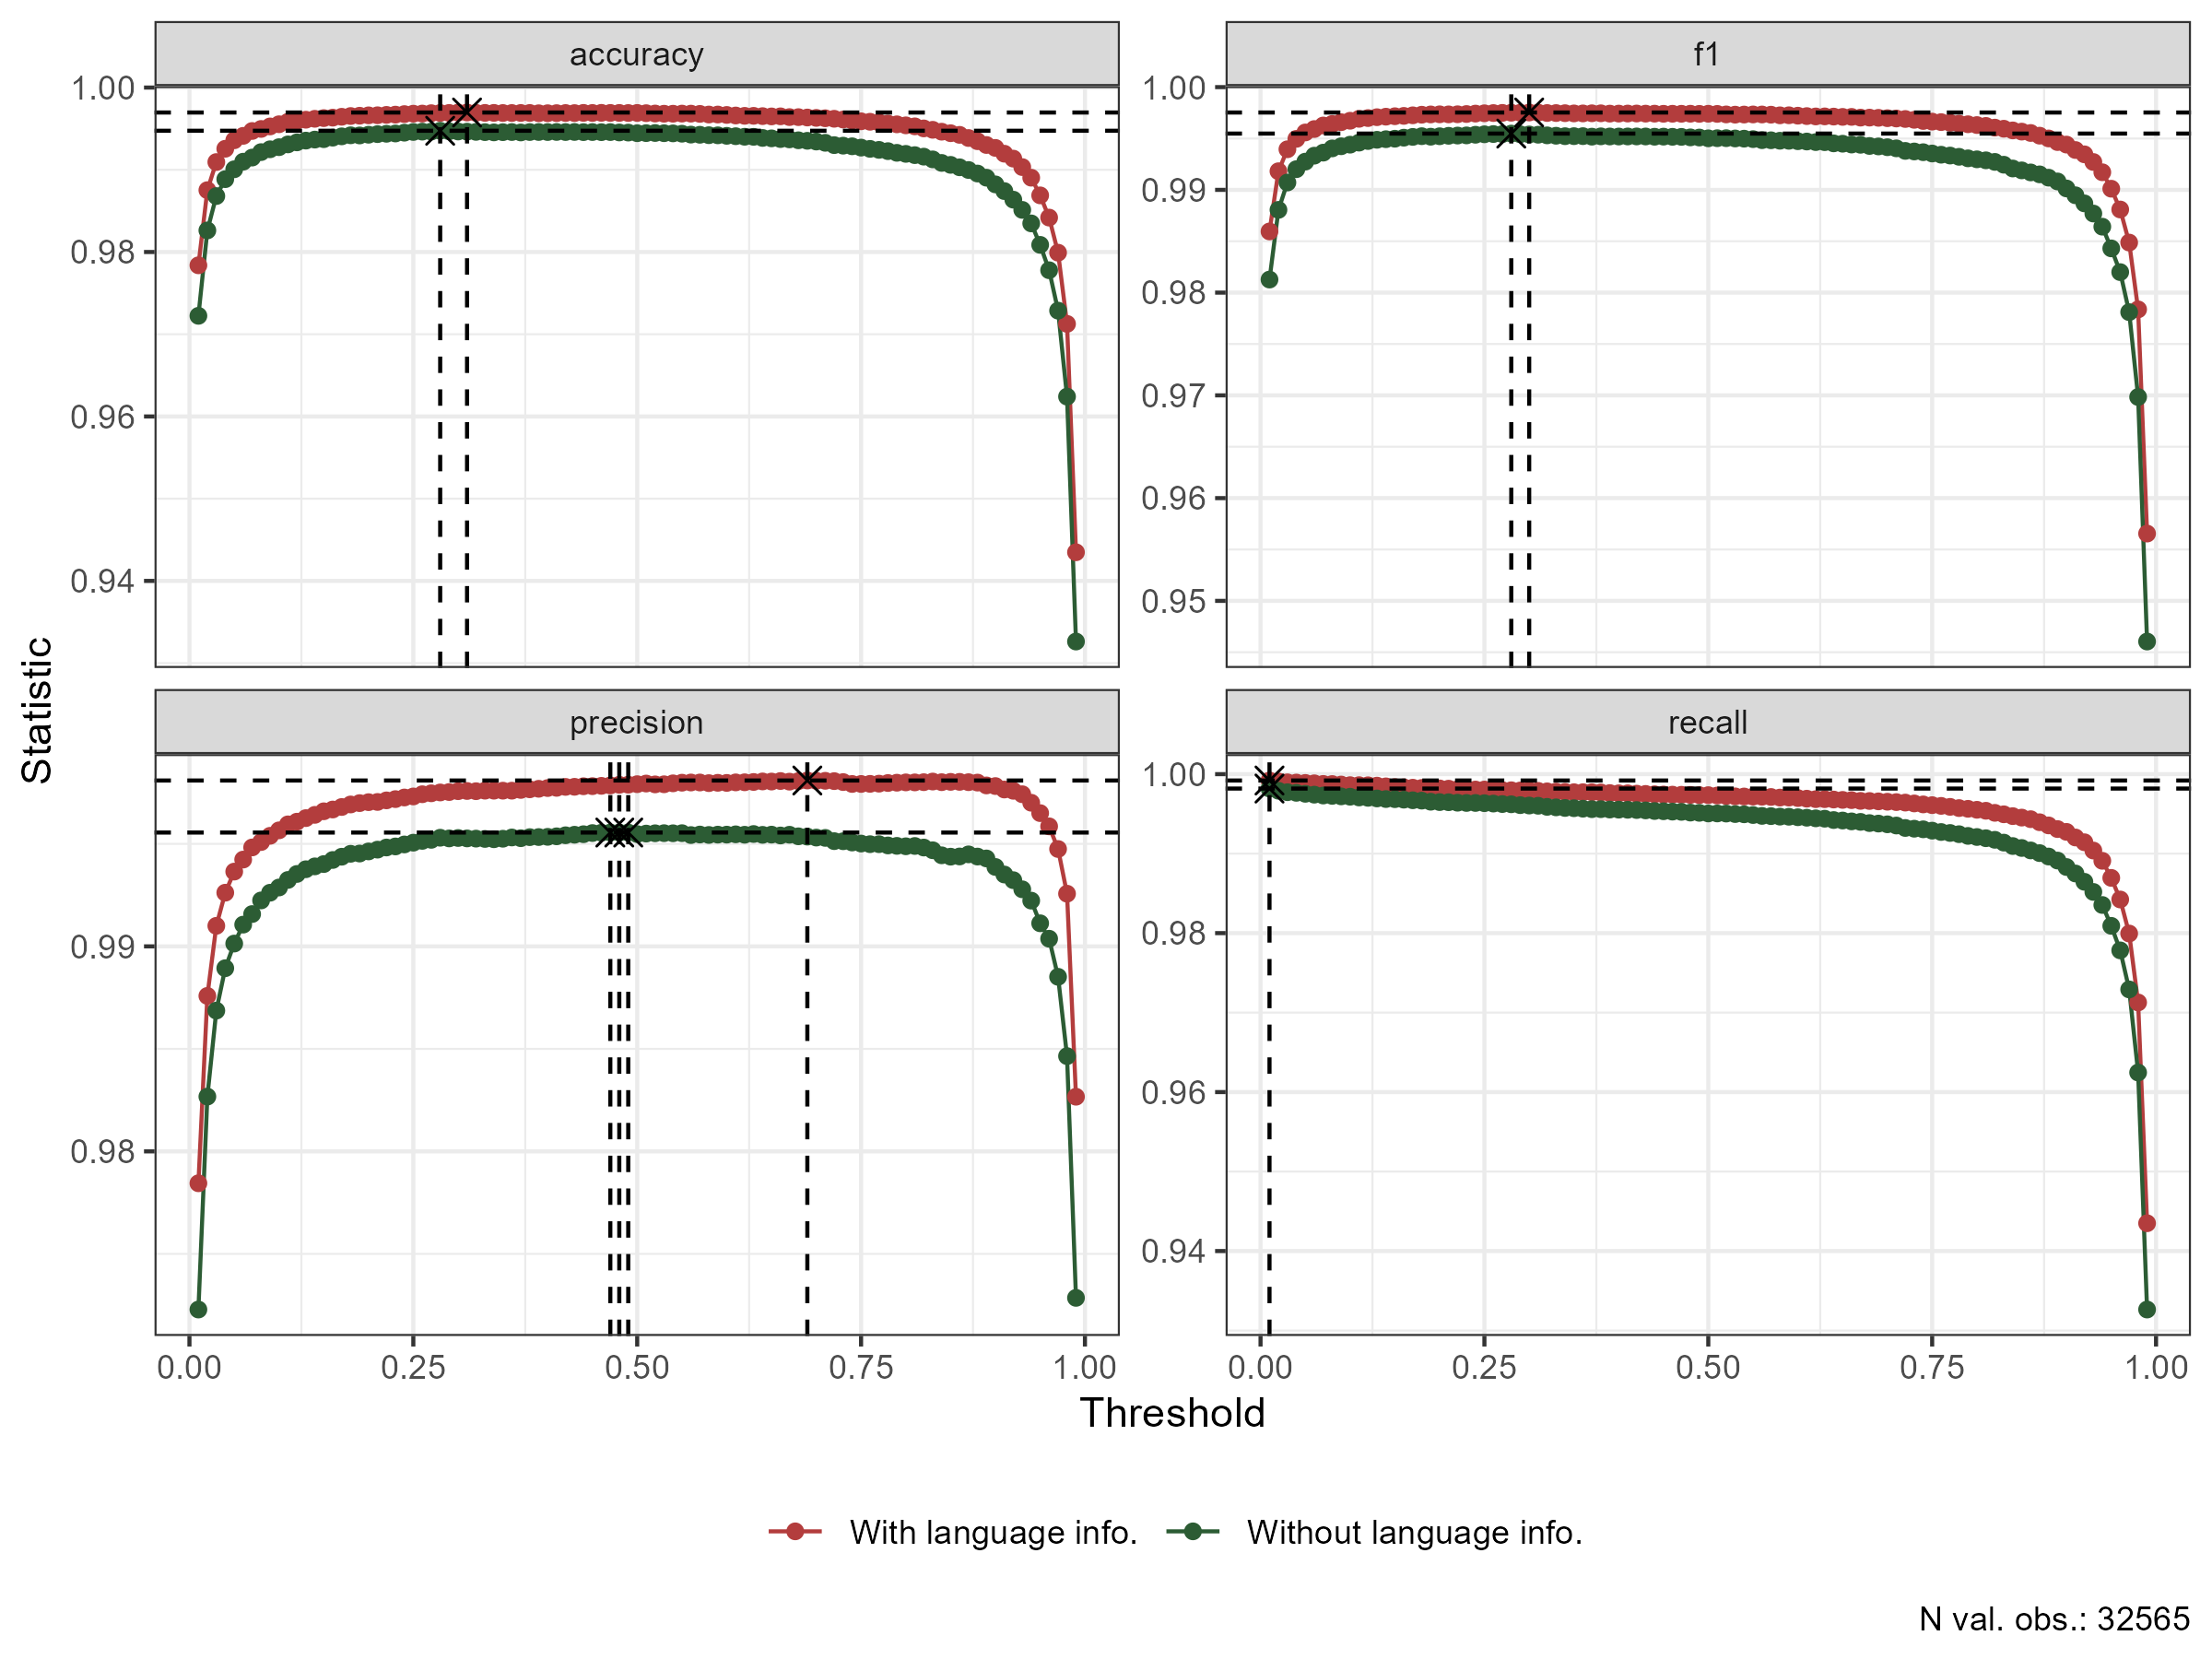 accuracy
f1
1.00
0.98
0.96
0.94
1.00
0.99
0.98
0.97
0.96
0.95
Statistic
precision
recall
0.99
0.98
1.00
0.98
0.96
0.94
0.00 0.25 0.50 0.75 1.00
0.00 0.25 0.50 0.75 1.00
Threshold
With language info. Without language info.
N val. obs.: 32565